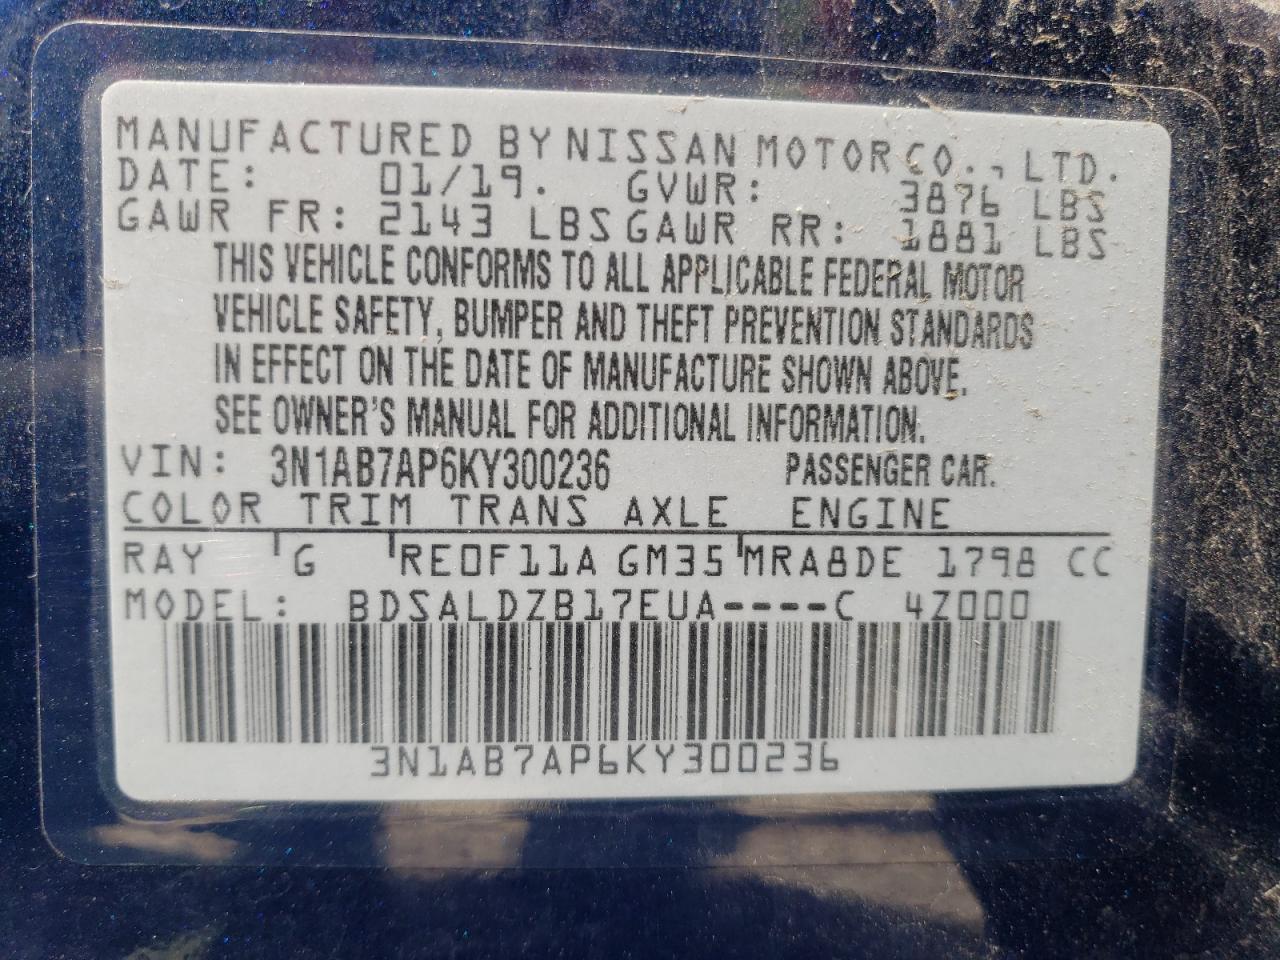 MANUFACTURED BY NISSAN MOTOR CO., LTD.
DATE: 01/19. GVWR: 3876 LBS
GAWR FR: 2143 LBS GAWR RR: 1881 LBS
THIS VEHICLE CONFORMS TO ALL APPLICABLE FEDERAL MOTOR
VEHICLE SAFETY, BUMPER AND THEFT PREVENTION STANDARDS
IN EFFECT ON THE DATE OF MANUFACTURE SHOWN ABOVE.
SEE OWNER'S MANUAL FOR ADDITIONAL INFORMATION.
VIN: 3N1AB7AP6KY300236 PASSENGER CAR.
COLOR TRIM TRANS AXLE ENGINE
RAY G RE0F11A GM35 MRA8DE 1798 CC
MODEL: BDSALDZB17EUA----C 4Z000
3N1AB7AP6KY300236